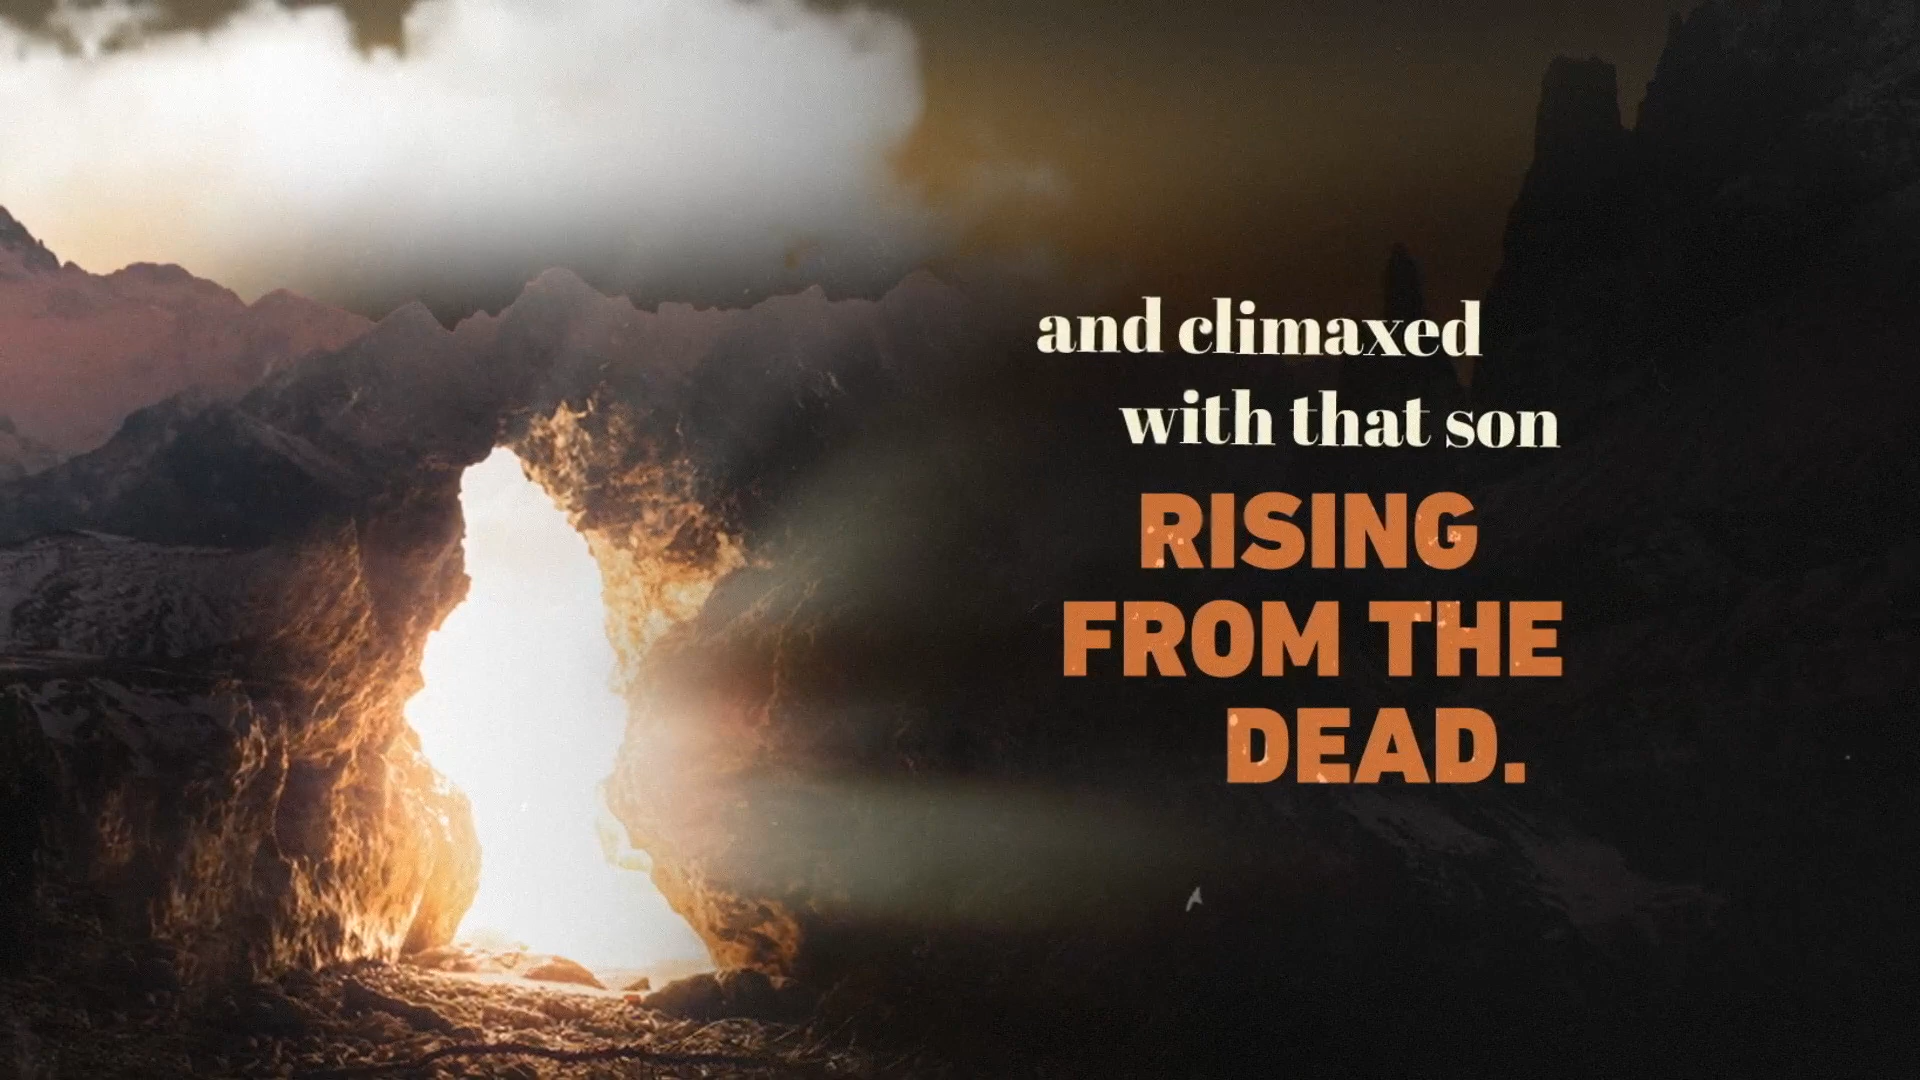 and climaxed
with that son
RISING
FROM THE
DEAD.